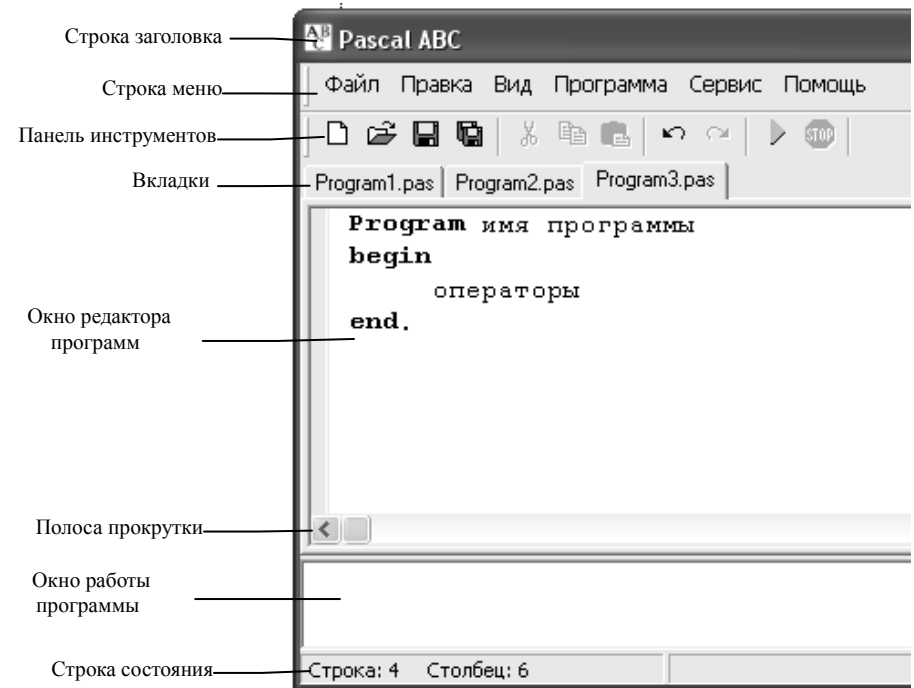 Строка заголовка
Pascal ABC
Строка меню
Файл Правка Вид Программа Сервис Помощь
Панель инструментов
STOP
Вкладки
Program1.pas Program2.pas Program3.pas
Program имя программы
begin
операторы
end.
Окно редактора
программ
Полоса прокрутки
Окно работы
программы
Строка состояния
Строка: 4 Столбец: 6